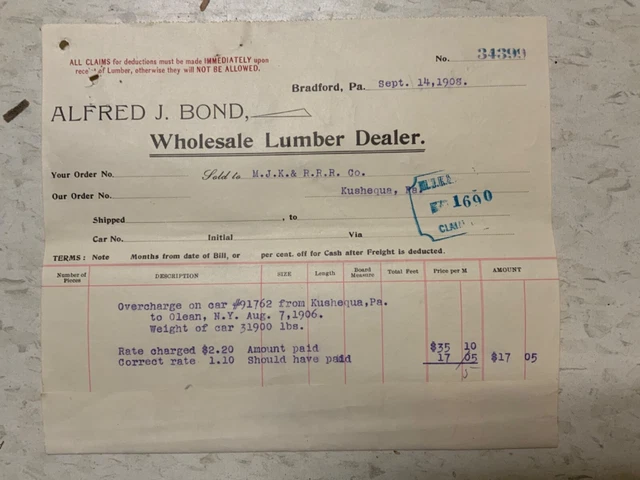 ALL CLAIMS for deductions must be made IMMEDIATELY upon
receipt of Lumber, otherwise they will NOT BE ALLOWED.
No. 34399
Bradford, Pa. Sept. 14,1908.
ALFRED J. BOND,
Wholesale Lumber Dealer.
Your Order No. Sold to M.J.K.& R.R.R. Co.
Our Order No. Kushequa, Pa.
1690
CLAIM
Shipped , to
Car No. Initial Via
TERMS: Note Months from date of Bill, or per cent. off for Cash after Freight is deducted.
Number of Pieces DESCRIPTION SIZE Length Board Measure Total Feet Price per M AMOUNT
Overcharge on car #91762 from Kushequa,Pa.
to Olean, N.Y. Aug. 7,1906.
Weight of car 31900 lbs.
Rate charged $2.20 Amount paid $35 10
Correct rate 1.10 Should have paid 17 05 $17 05